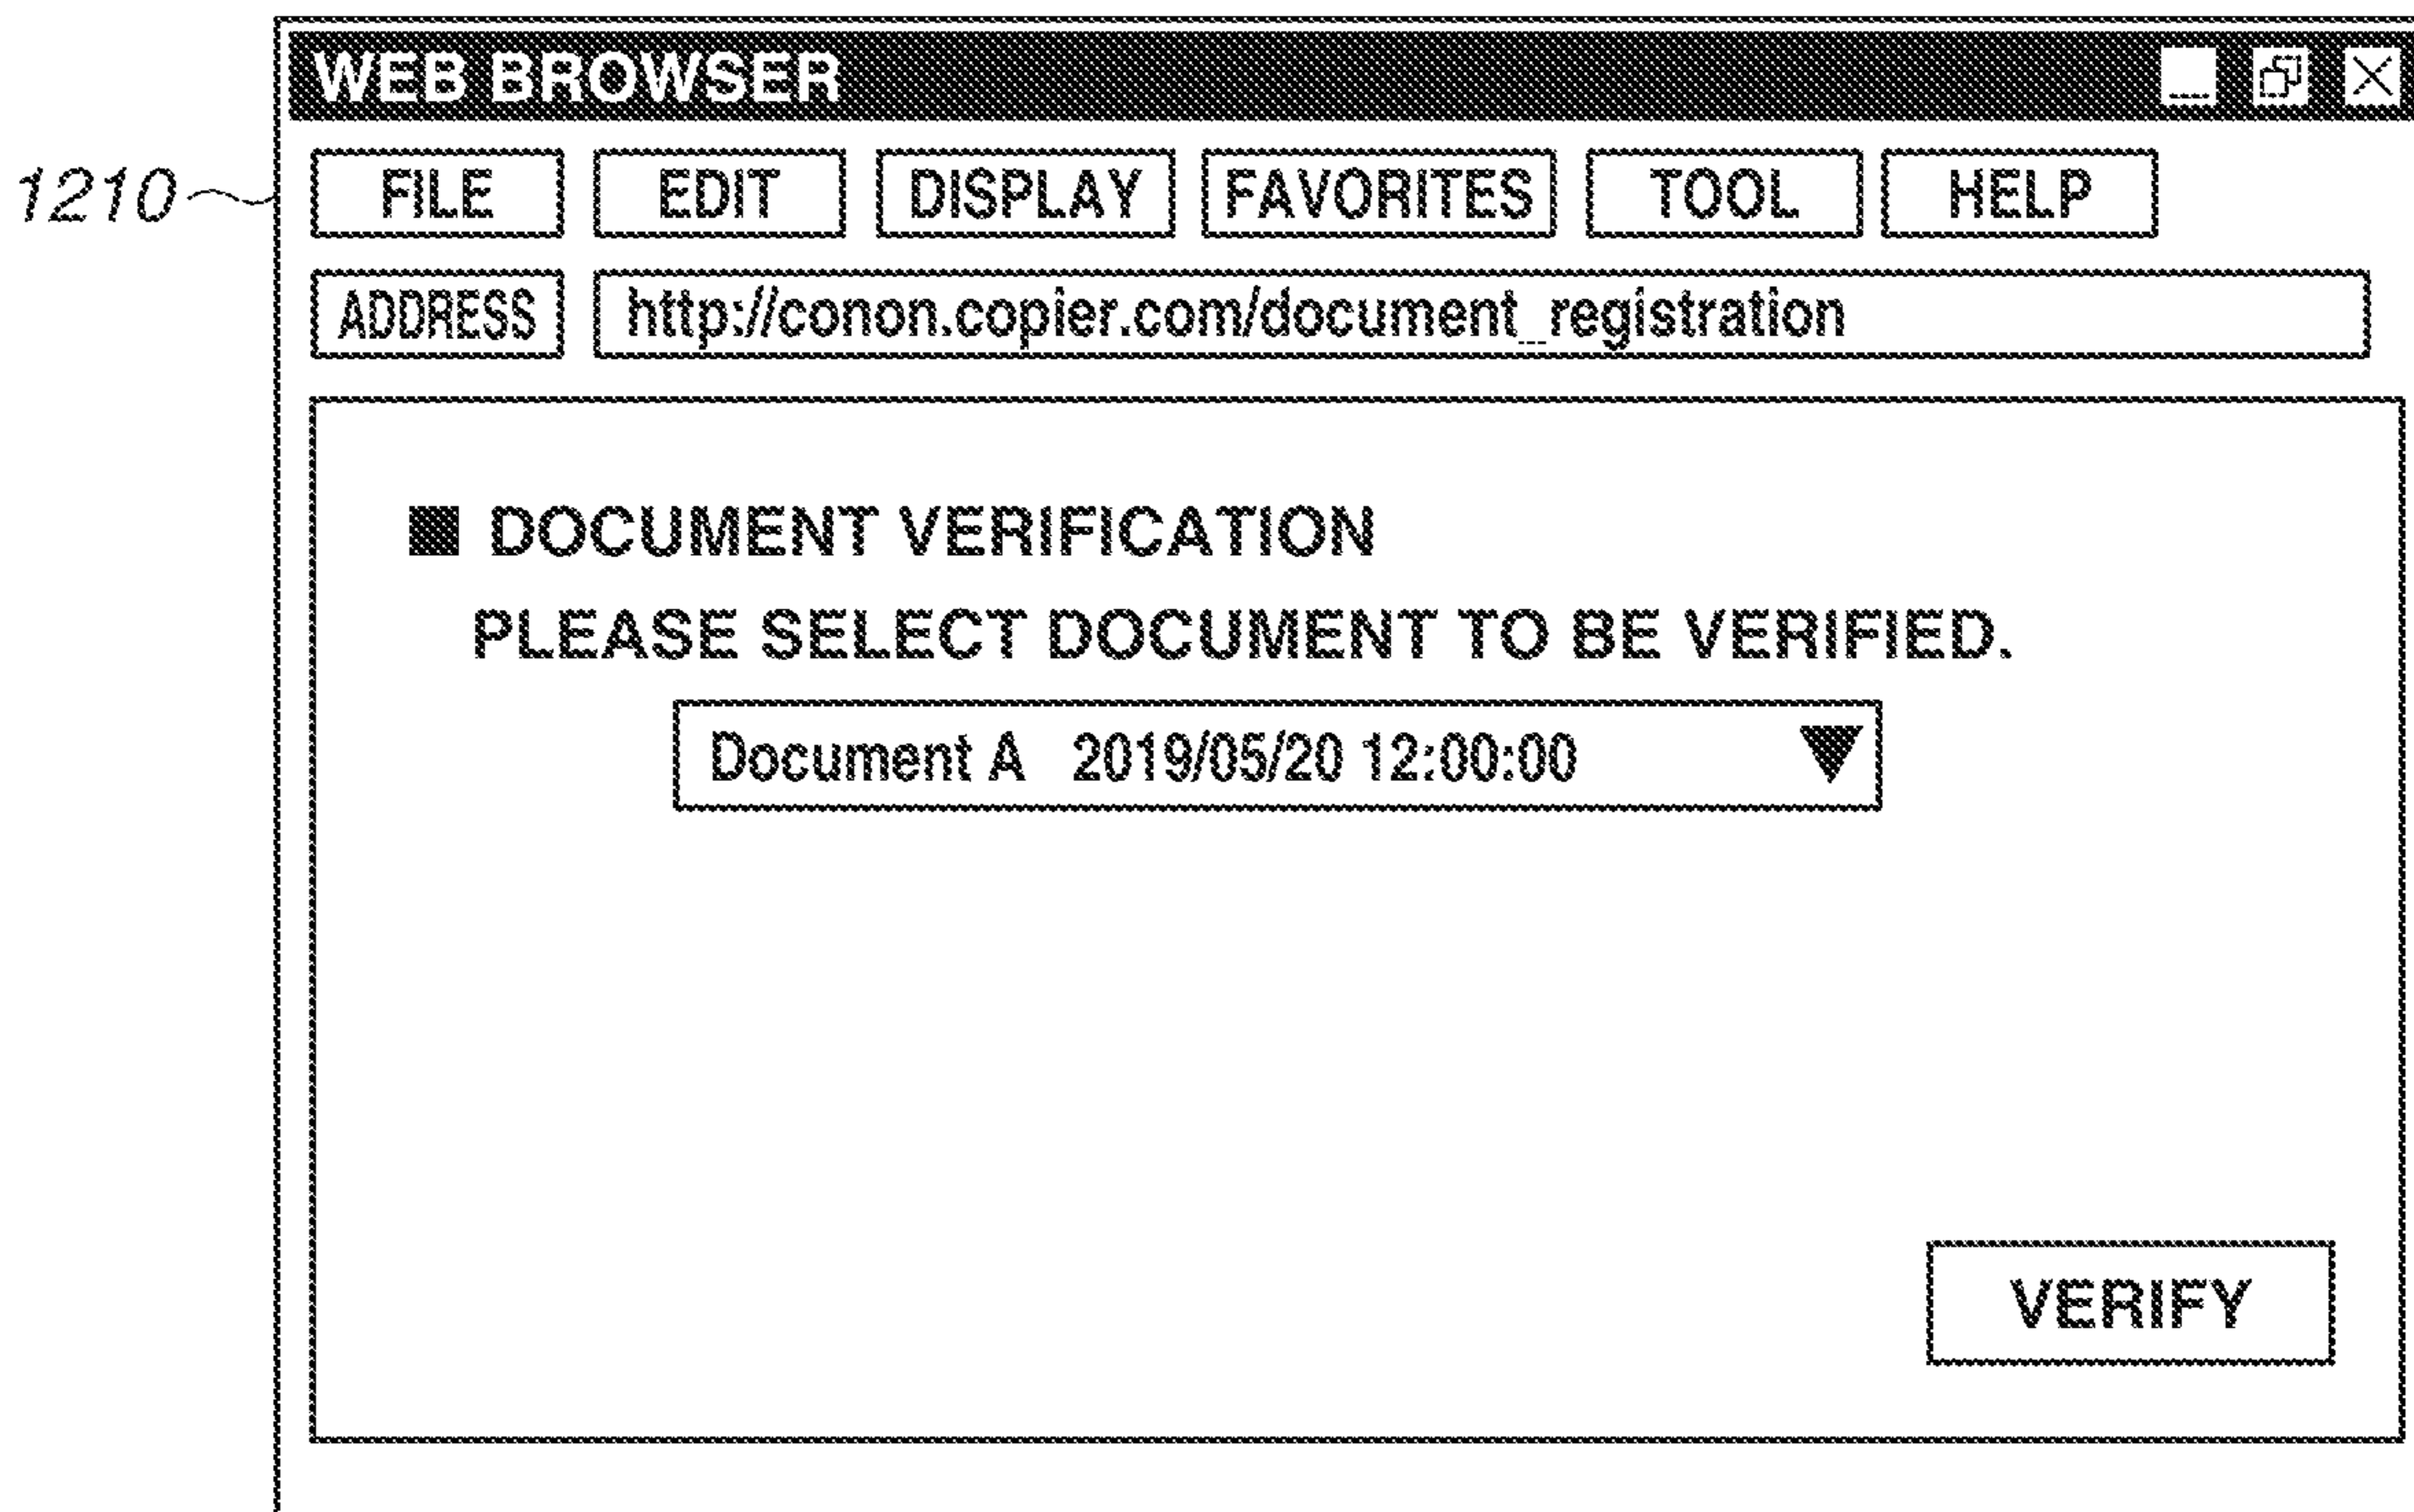 WEB BROWSER
1210
FILE EDIT DISPLAY FAVORITES TOOL HELP
ADDRESS http://conon.copier.com/document_registration
■ DOCUMENT VERIFICATION
PLEASE SELECT DOCUMENT TO BE VERIFIED.
Document A 2019/05/20 12:00:00 ▼
VERIFY